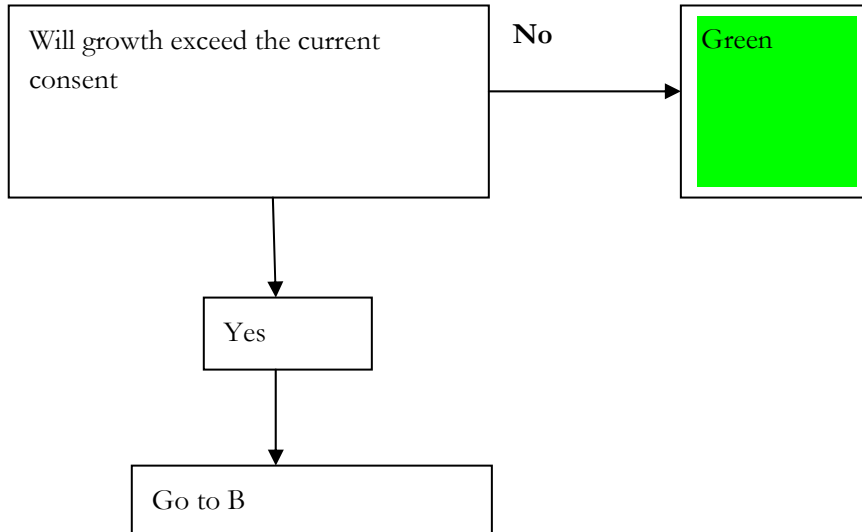 Will growth exceed the current
consent
No
Green
Yes
Go to B